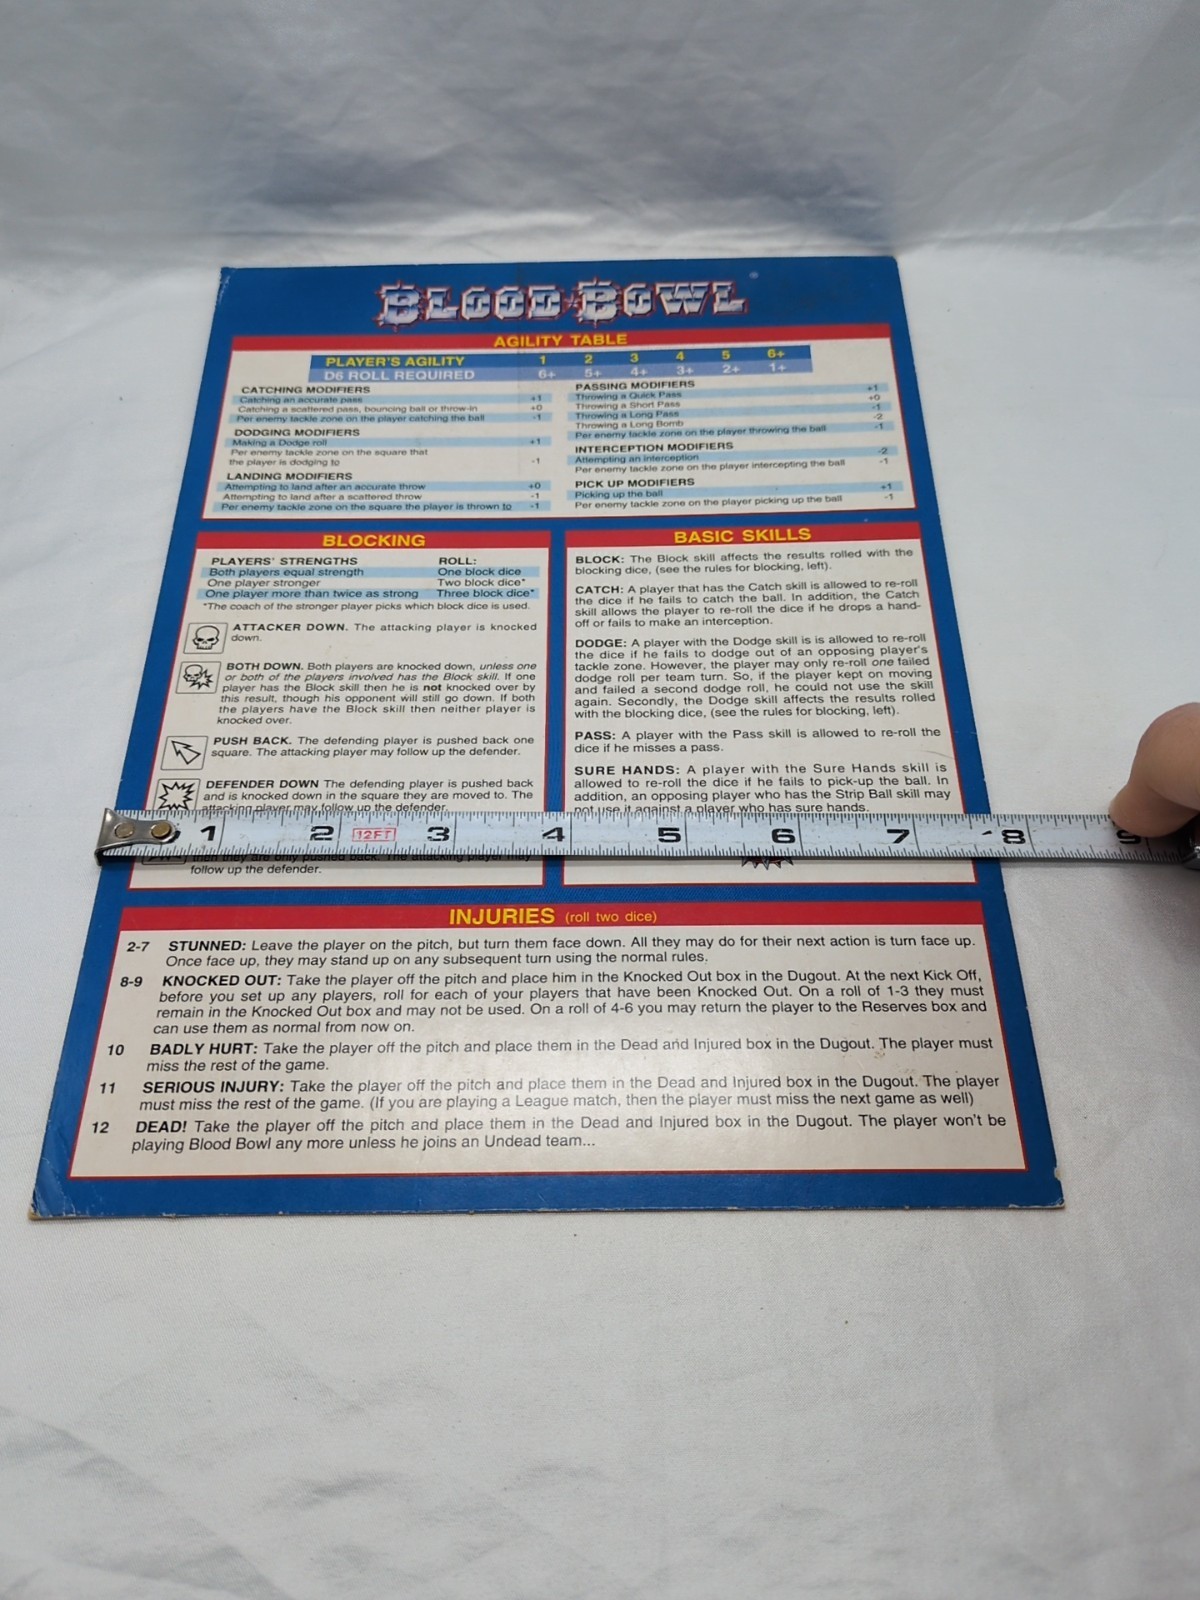 BLOOD BOWL
AGILITY TABLE
PLAYER'S AGILITY 1 2 3 4 5 6+
D6 ROLL REQUIRED 6+ 5+ 4+ 3+ 2+ 1+
CATCHING MODIFIERS
Catching an accurate pass +1
Catching a scattered pass, bouncing ball or throw-in +0
Per enemy tackle zone on the player catching the ball -1
DODGING MODIFIERS
Making a Dodge roll +1
Per enemy tackle zone on the square that
the player is dodging to -1
LANDING MODIFIERS
Attempting to land after an accurate throw +0
Attempting to land after a scattered throw -1
Per enemy tackle zone on the square the player is thrown to -1
PASSING MODIFIERS
Throwing a Quick Pass +1
Throwing a Short Pass +0
Throwing a Long Pass -1
Throwing a Long Bomb -2
Per enemy tackle zone on the player throwing the ball -1
INTERCEPTION MODIFIERS
Attempting an interception -2
Per enemy tackle zone on the player intercepting the ball -1
PICK UP MODIFIERS
Picking up the ball +1
Per enemy tackle zone on the player picking up the ball -1
BLOCKING
PLAYERS' STRENGTHS ROLL:
Both players equal strength One block dice
One player stronger Two block dice*
One player more than twice as strong Three block dice*
*The coach of the stronger player picks which block dice is used.
ATTACKER DOWN. The attacking player is knocked
down.
BOTH DOWN. Both players are knocked down, unless one
or both of the players involved has the Block skill. If one
player has the Block skill then he is not knocked over by
this result, though his opponent will still go down. If both
the players have the Block skill then neither player is
knocked over.
PUSH BACK. The defending player is pushed back one
square. The attacking player may follow up the defender.
DEFENDER DOWN The defending player is pushed back
and is knocked down in the square they are moved to. The
attacking player may follow up the defender.
then they are only pushed back. The attacking player may
follow up the defender.
BASIC SKILLS
BLOCK: The Block skill affects the results rolled with the
blocking dice, (see the rules for blocking, left).
CATCH: A player that has the Catch skill is allowed to re-roll
the dice if he fails to catch the ball. In addition, the Catch
skill allows the player to re-roll the dice if he drops a hand-
off or fails to make an interception.
DODGE: A player with the Dodge skill is is allowed to re-roll
the dice if he fails to dodge out of an opposing player's
tackle zone. However, the player may only re-roll one failed
dodge roll per team turn. So, if the player kept on moving
and failed a second dodge roll, he could not use the skill
again. Secondly, the Dodge skill affects the results rolled
with the blocking dice, (see the rules for blocking, left).
PASS: A player with the Pass skill is allowed to re-roll the
dice if he misses a pass.
SURE HANDS: A player with the Sure Hands skill is
allowed to re-roll the dice if he fails to pick-up the ball. In
addition, an opposing player who has the Strip Ball skill may
not use it against a player who has sure hands.
1 2 12FT 3 4 5 6 7 8 9
INJURIES (roll two dice)
2-7 STUNNED: Leave the player on the pitch, but turn them face down. All they may do for their next action is turn face up.
Once face up, they may stand up on any subsequent turn using the normal rules.
8-9 KNOCKED OUT: Take the player off the pitch and place him in the Knocked Out box in the Dugout. At the next Kick Off,
before you set up any players, roll for each of your players that have been Knocked Out. On a roll of 1-3 they must
remain in the Knocked Out box and may not be used. On a roll of 4-6 you may return the player to the Reserves box and
can use them as normal from now on.
10 BADLY HURT: Take the player off the pitch and place them in the Dead and Injured box in the Dugout. The player must
miss the rest of the game.
11 SERIOUS INJURY: Take the player off the pitch and place them in the Dead and Injured box in the Dugout. The player
must miss the rest of the game. (If you are playing a League match, then the player must miss the next game as well)
12 DEAD! Take the player off the pitch and place them in the Dead and Injured box in the Dugout. The player won't be
playing Blood Bowl any more unless he joins an Undead team...